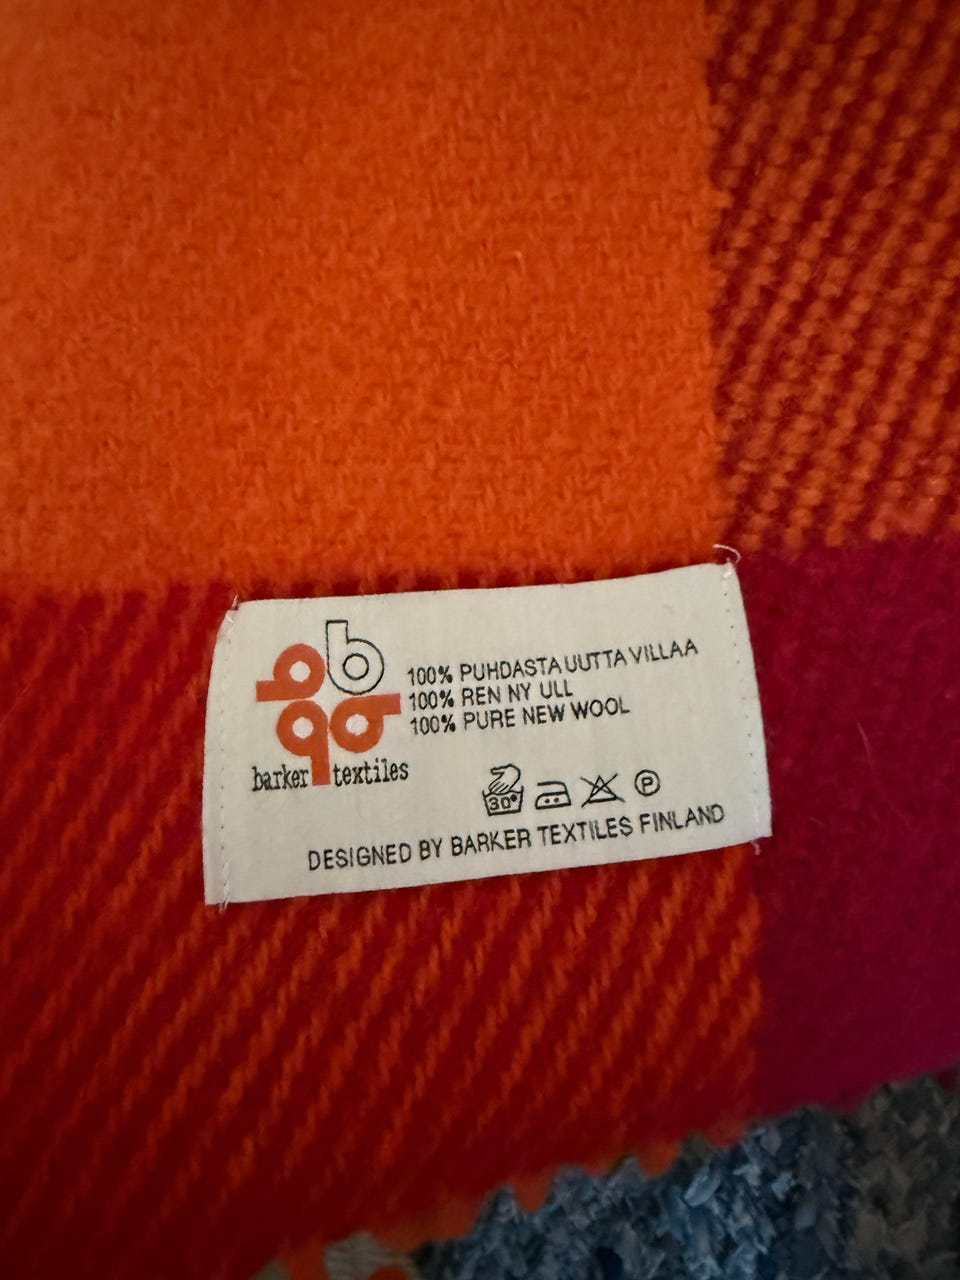 b
100% PUHDASTA UUTTA VILLAA
100% REN NY ULL
100% PURE NEW WOOL
barker textiles
30°
P
DESIGNED BY BARKER TEXTILES FINLAND